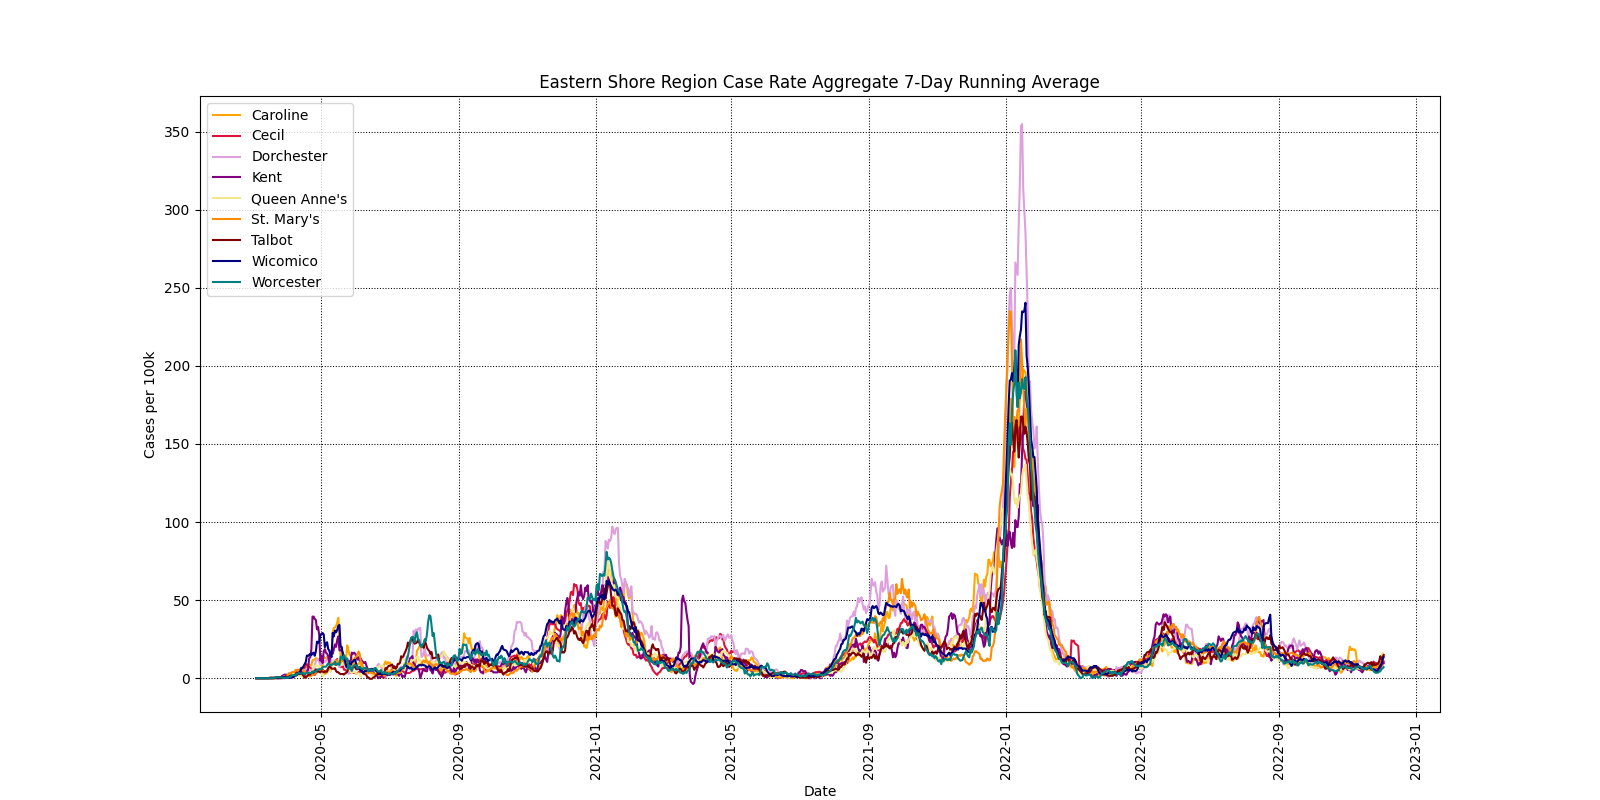 Eastern Shore Region Case Rate Aggregate 7-Day Running Average
Caroline
Cecil
Dorchester
Kent
Queen Anne's
St. Mary's
Talbot
Wicomico
Worcester
350
300
250
200
150
100
50
0
Cases per 100k
2020-05
2020-09
2021-01
2021-05
2021-09
2022-01
2022-05
2022-09
2023-01
Date